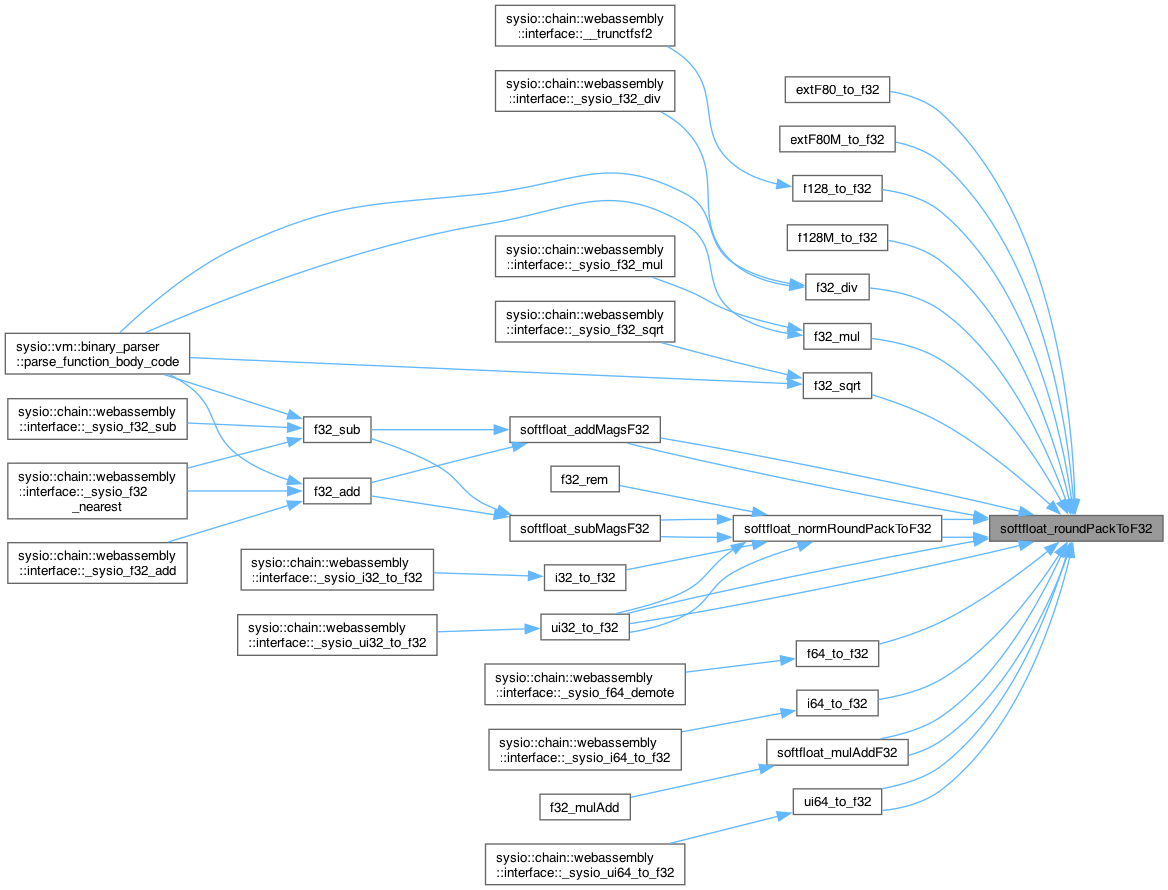 sysio::chain::webassembly
::interface::__trunctfsf2
sysio::chain::webassembly
::interface::_sysio_f32_div
extF80_to_f32
extF80M_to_f32
f128_to_f32
f128M_to_f32
sysio::chain::webassembly
::interface::_sysio_f32_mul
f32_div
sysio::chain::webassembly
::interface::_sysio_f32_sqrt
f32_mul
sysio::vm::binary_parser
::parse_function_body_code
f32_sqrt
sysio::chain::webassembly
::interface::_sysio_f32_sub
f32_sub
softfloat_addMagsF32
sysio::chain::webassembly
::interface::_sysio_f32
_nearest
f32_add
f32_rem
softfloat_subMagsF32
softfloat_normRoundPackToF32
softfloat_roundPackToF32
sysio::chain::webassembly
::interface::_sysio_f32_add
sysio::chain::webassembly
::interface::_sysio_i32_to_f32
i32_to_f32
sysio::chain::webassembly
::interface::_sysio_ui32_to_f32
ui32_to_f32
f64_to_f32
sysio::chain::webassembly
::interface::_sysio_f64_demote
i64_to_f32
sysio::chain::webassembly
::interface::_sysio_i64_to_f32
softfloat_mulAddF32
f32_mulAdd
ui64_to_f32
sysio::chain::webassembly
::interface::_sysio_ui64_to_f32